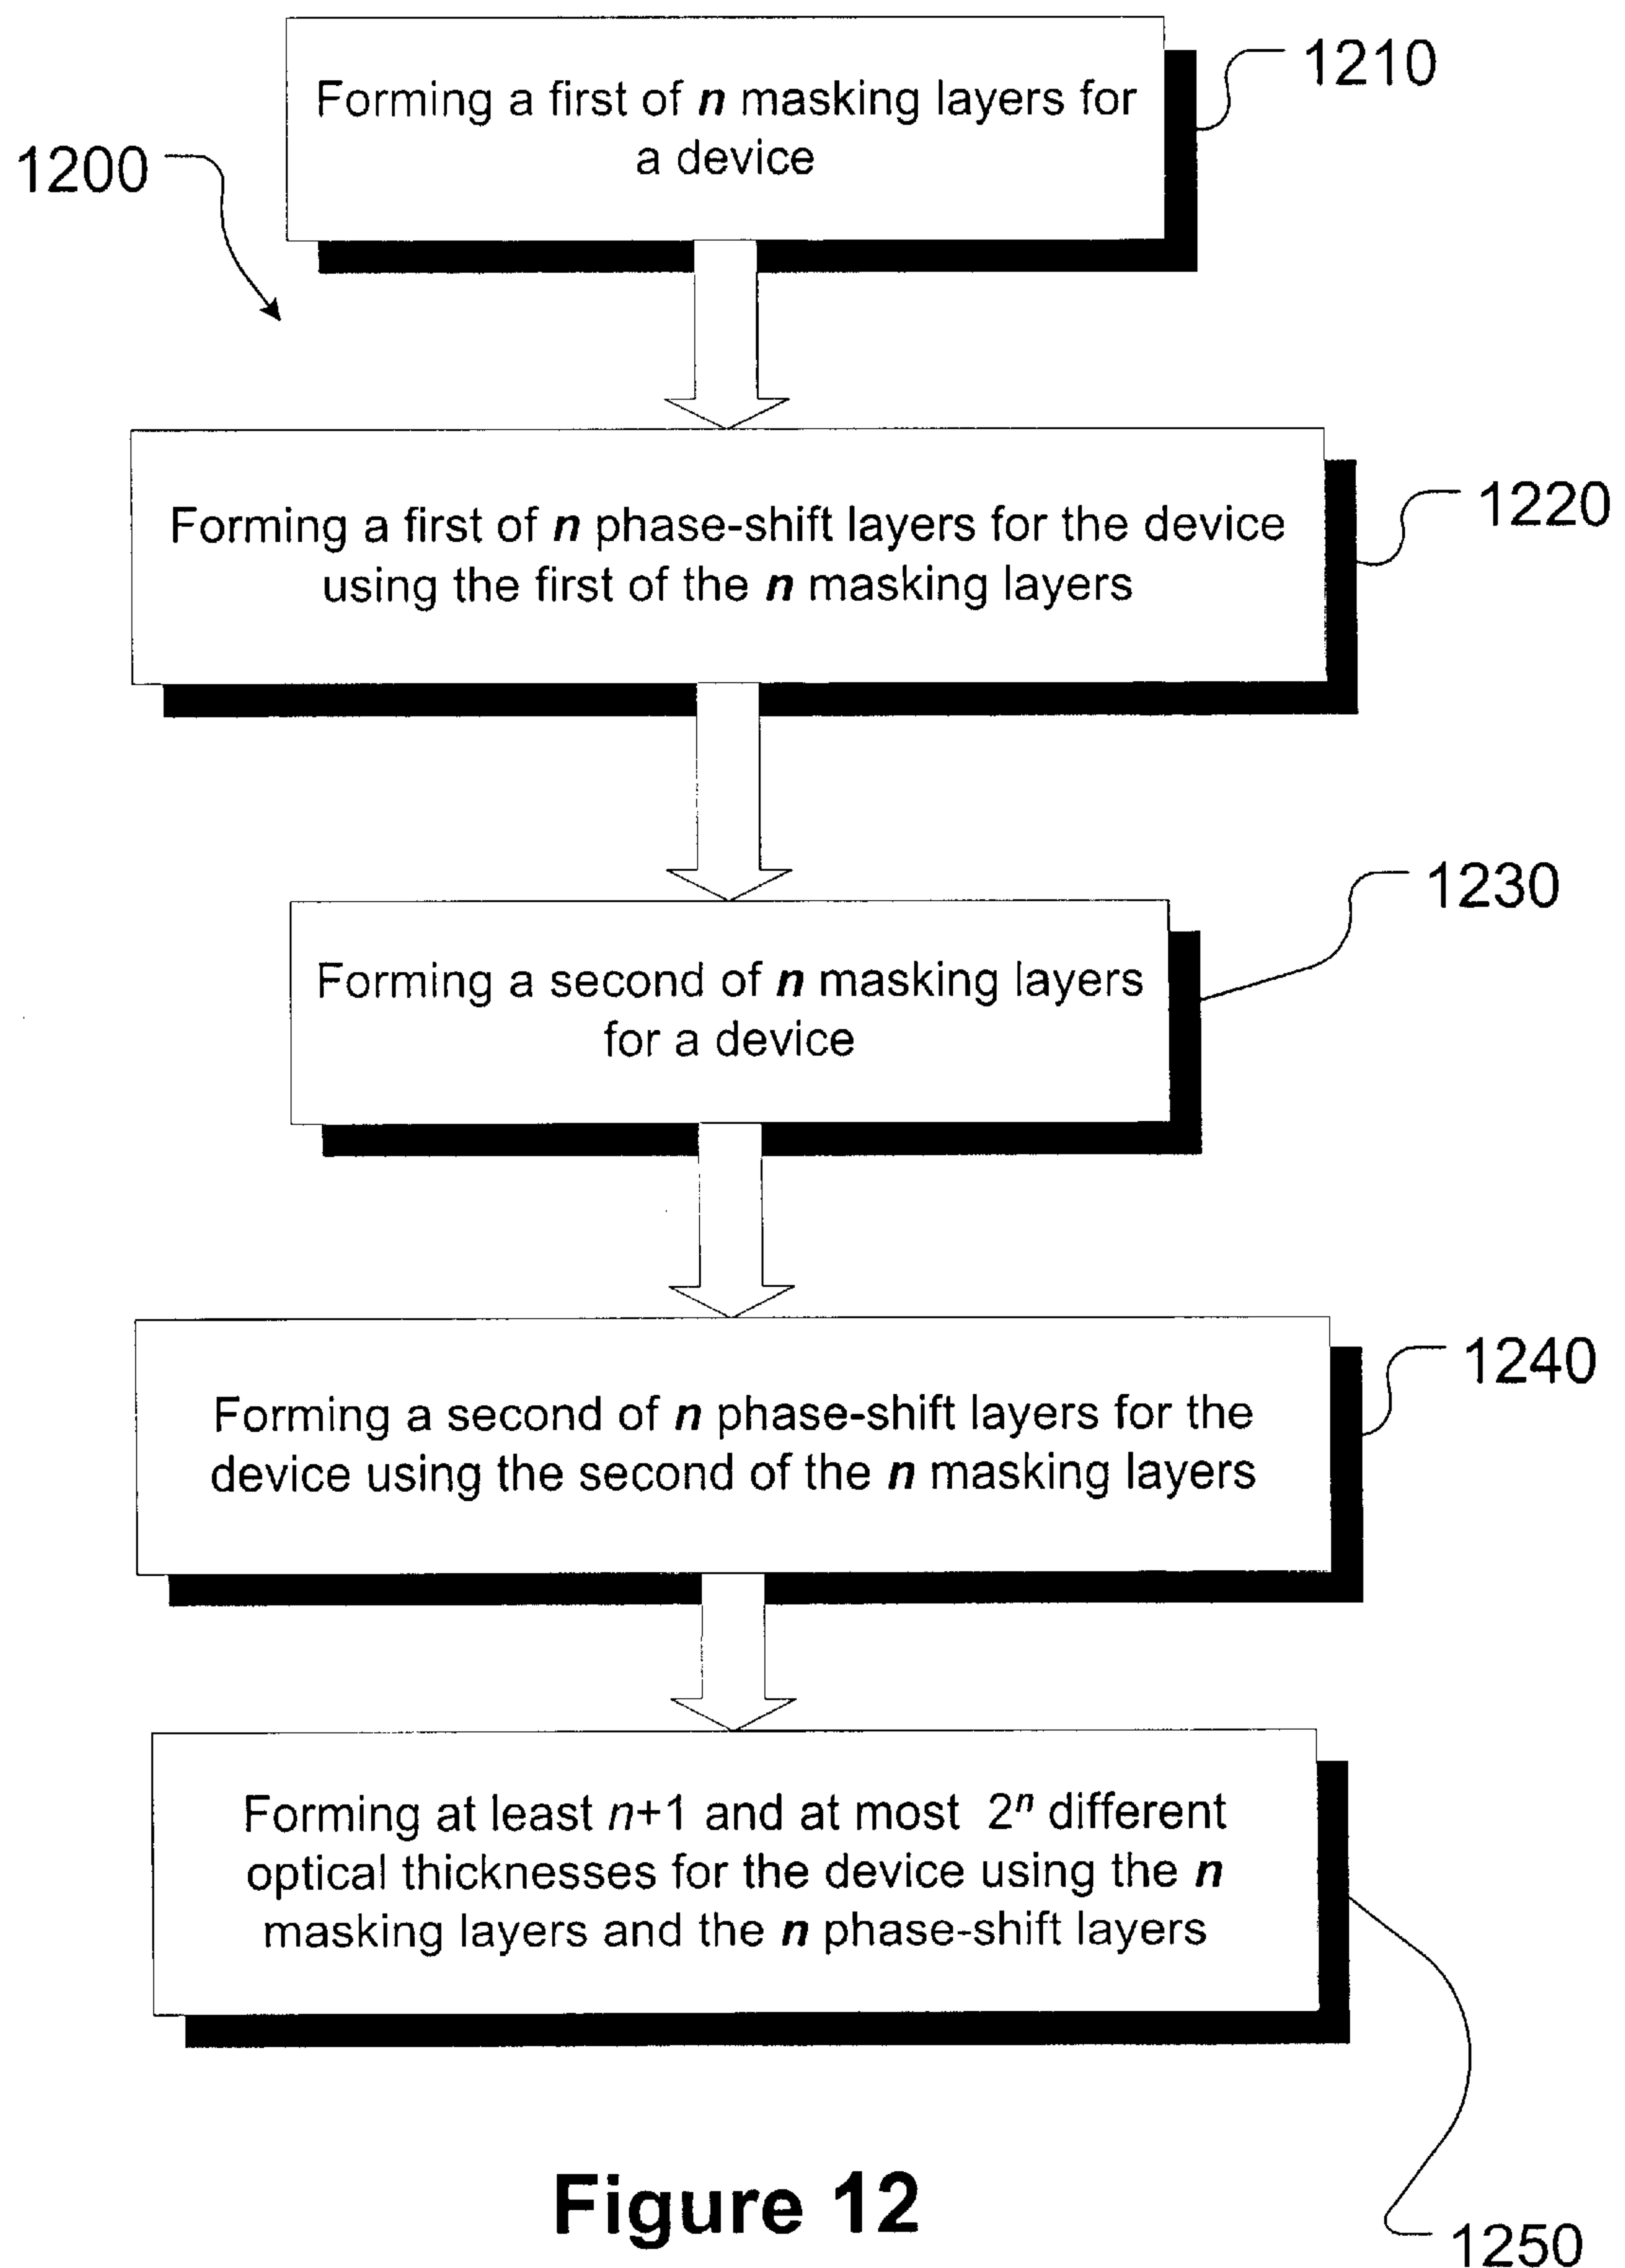 Forming a first of n masking layers for
a device
1210
1200
Forming a first of n phase-shift layers for the device
using the first of the n masking layers
1220
Forming a second of n masking layers
for a device
1230
Forming a second of n phase-shift layers for the
device using the second of the n masking layers
1240
Forming at least n+1 and at most 2ⁿ different
optical thicknesses for the device using the n
masking layers and the n phase-shift layers
1250
Figure 12